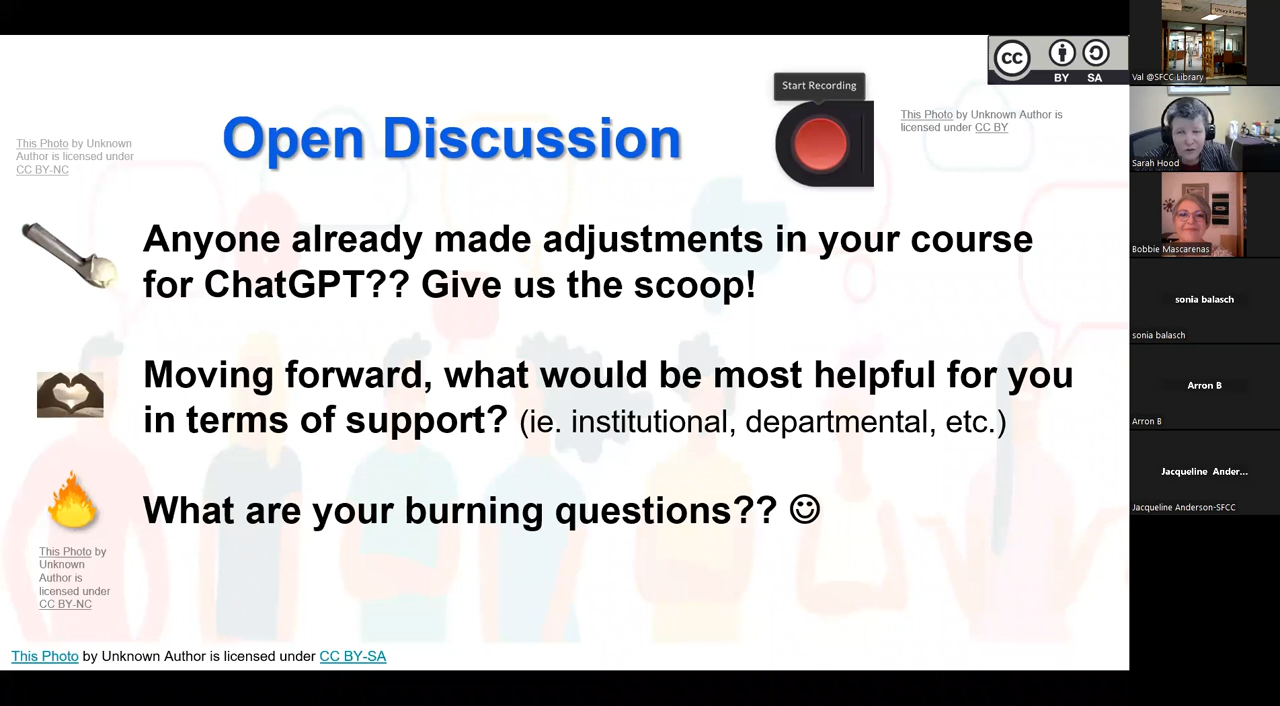 Start Recording
CC
BY SA
Open Discussion
This Photo by Unknown Author is
licensed under CC BY
This Photo by Unknown
Author is licensed under
CC BY-NC
Anyone already made adjustments in your course
for ChatGPT?? Give us the scoop!
Moving forward, what would be most helpful for you
in terms of support? (ie. institutional, departmental, etc.)
What are your burning questions?? ☺
This Photo by
Unknown
Author is
licensed under
CC BY-NC
This Photo by Unknown Author is licensed under CC BY-SA
Val @SFCC Library
Sarah Hood
Bobbie Mascarenas
sonia balasch
sonia balasch
Arron B
Arron B
Jacqueline Ander...
Jacqueline Anderson-SFCC